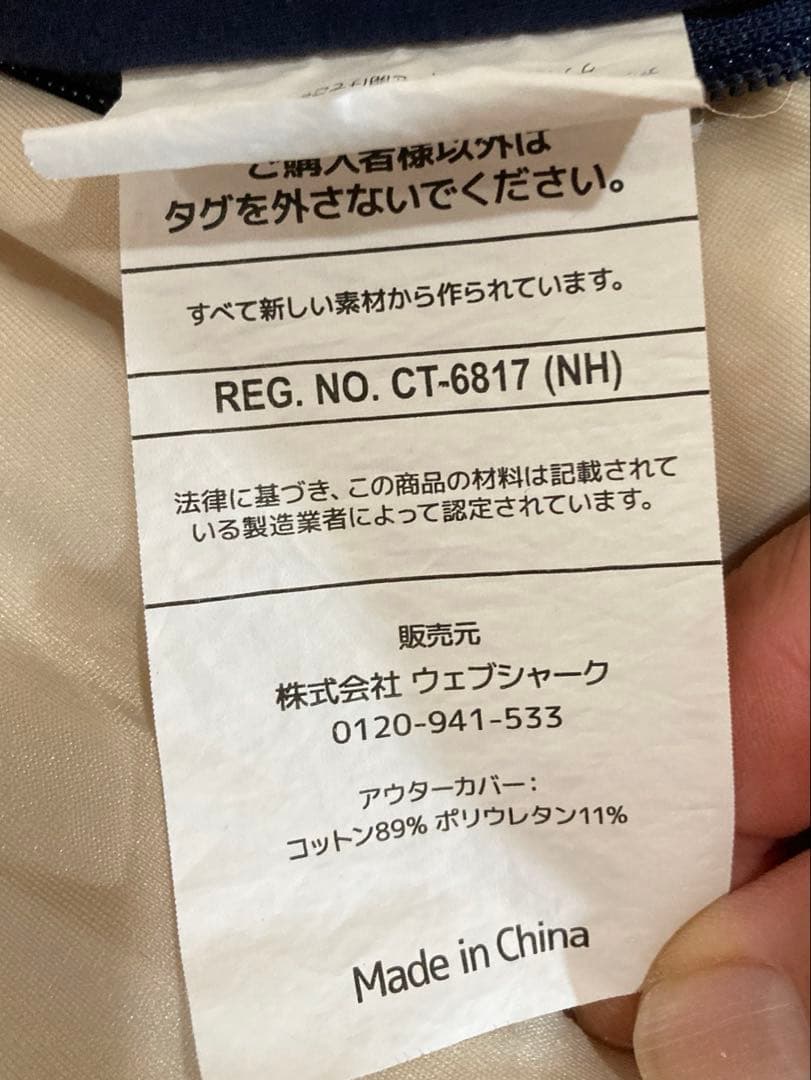 ご購入者様以外は
タグを外さないでください。
すべて新しい素材から作られています。
REG. NO. CT-6817 (NH)
法律に基づき、この商品の材料は記載されて
いる製造業者によって認定されています。
販売元
株式会社 ウェブシャーク
0120-941-533
アウターカバー：
コットン89% ポリウレタン11%
Made in China